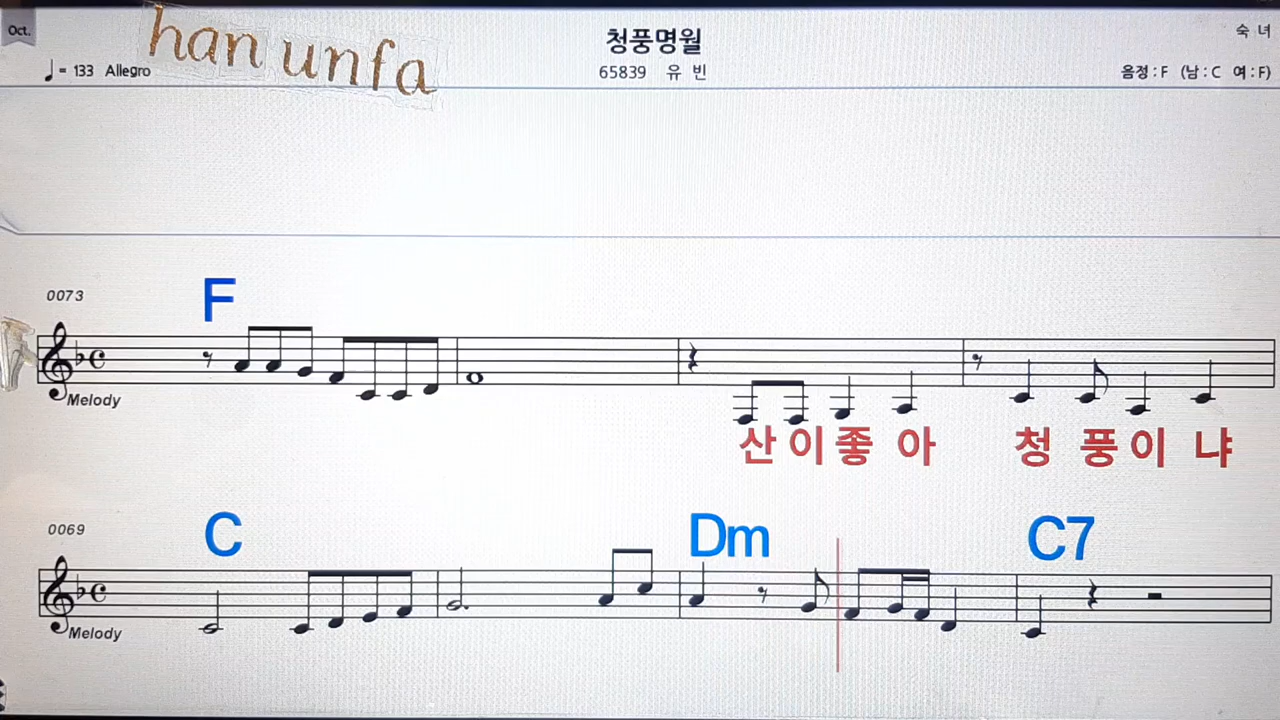 Oct.
han unfa
청풍명월
숙 녀
♩= 133 Allegro
65839 유 빈
음정 : F (남 : C 여 : F)
0073
F
Melody
산 이 좋 아 청 풍 이 냐
0069
C Dm C7
Melody